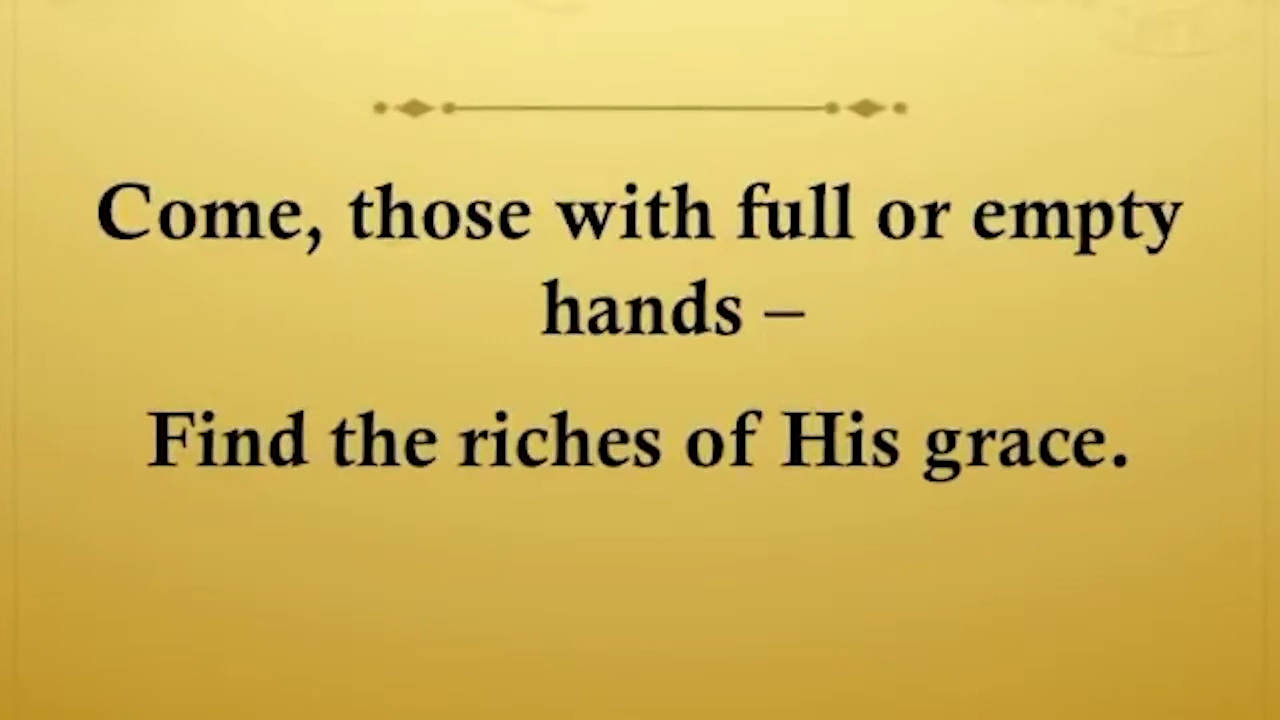 Come, those with full or empty
hands –
Find the riches of His grace.